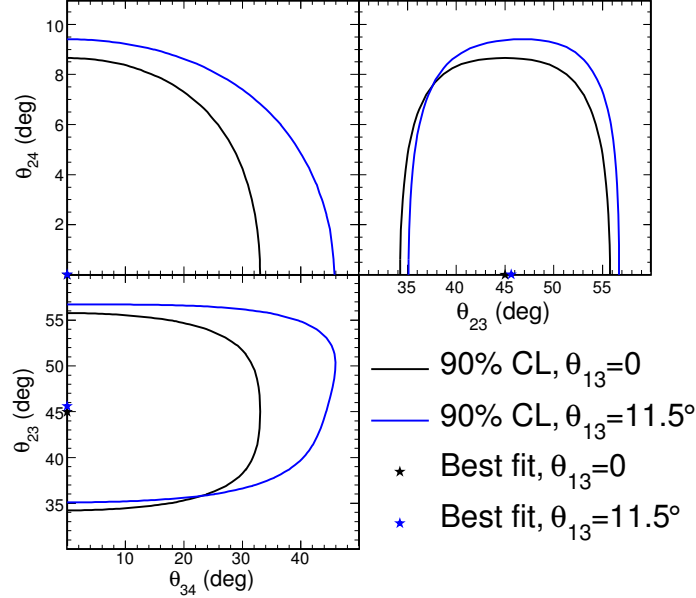 10
8
6
4
2
θ24 (deg)
35 40 45 50 55
θ23 (deg)
55
50
45
40
35
θ23 (deg)
10 20 30 40
θ34 (deg)
90% CL, θ13=0
90% CL, θ13=11.5°
Best fit, θ13=0
Best fit, θ13=11.5°